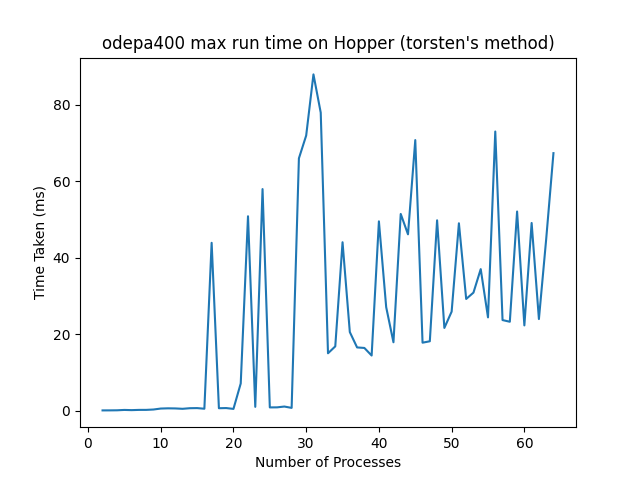 odepa400 max run time on Hopper (torsten's method)
80
60
40
20
0
Time Taken (ms)
0 10 20 30 40 50 60
Number of Processes